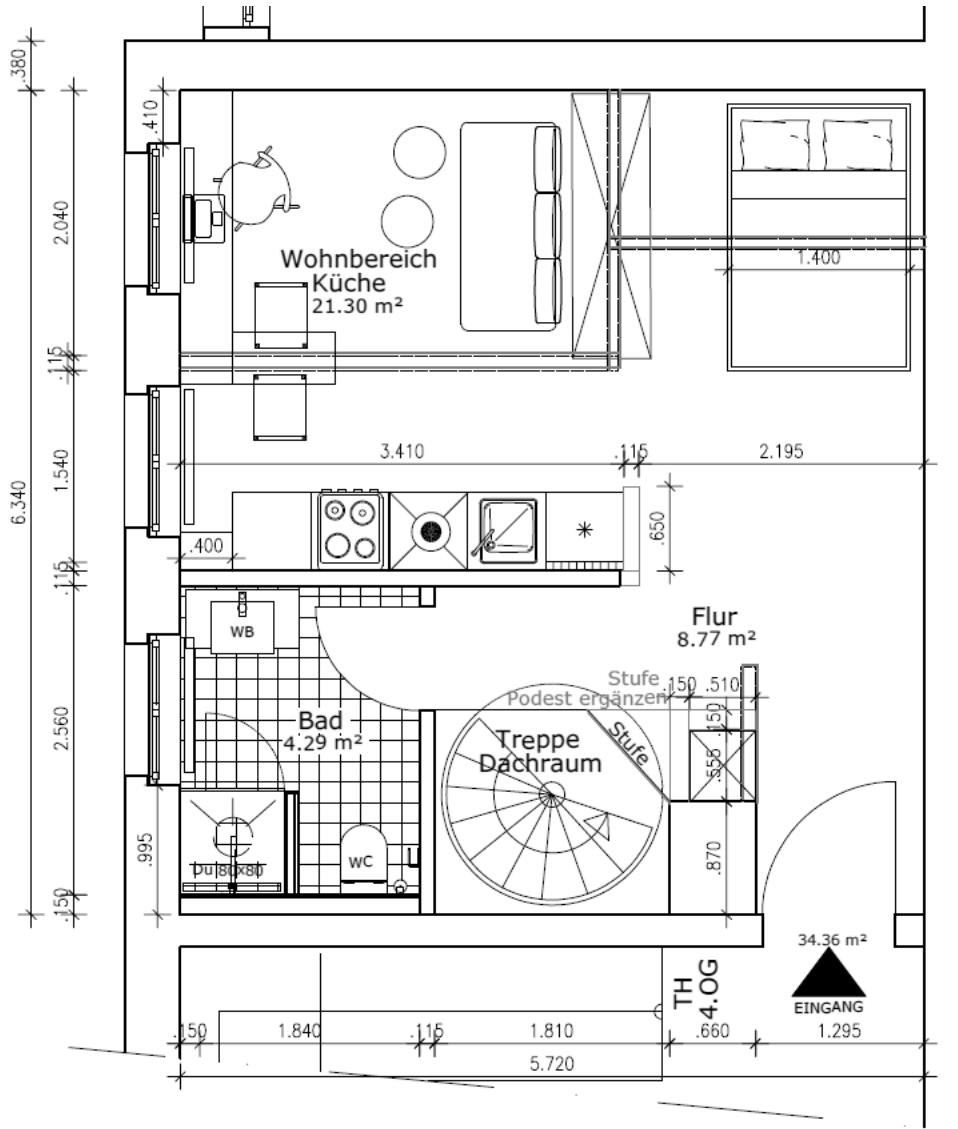 .380
.410
2.040
Wohnbereich
Küche
21.30 m²
1.400
.115
3.410
.115
2.195
1.540
6.340
.650
.400
.115
WB
Flur
8.77 m²
Stufe
Podest ergänzen
.150
.510
.150
Stufe
.555
Bad
4.29 m²
Treppe
Dachraum
2.560
.995
.870
Du 80x80
WC
.150
34.36 m²
TH
4.OG
EINGANG
.150
1.840
.115
1.810
.660
1.295
5.720